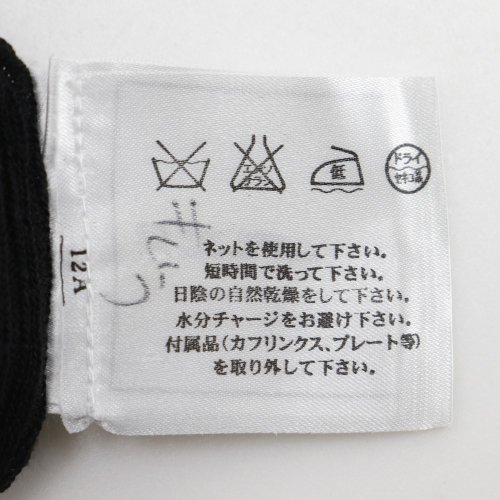 エンソ
サラシ
低
ドライ
セキユ系
ネットを使用して下さい。
短時間で洗って下さい。
日陰の自然乾燥をして下さい。
水分チャージをお避け下さい。
付属品(カフリンクス、プレート等)
を取り外して下さい。
12A